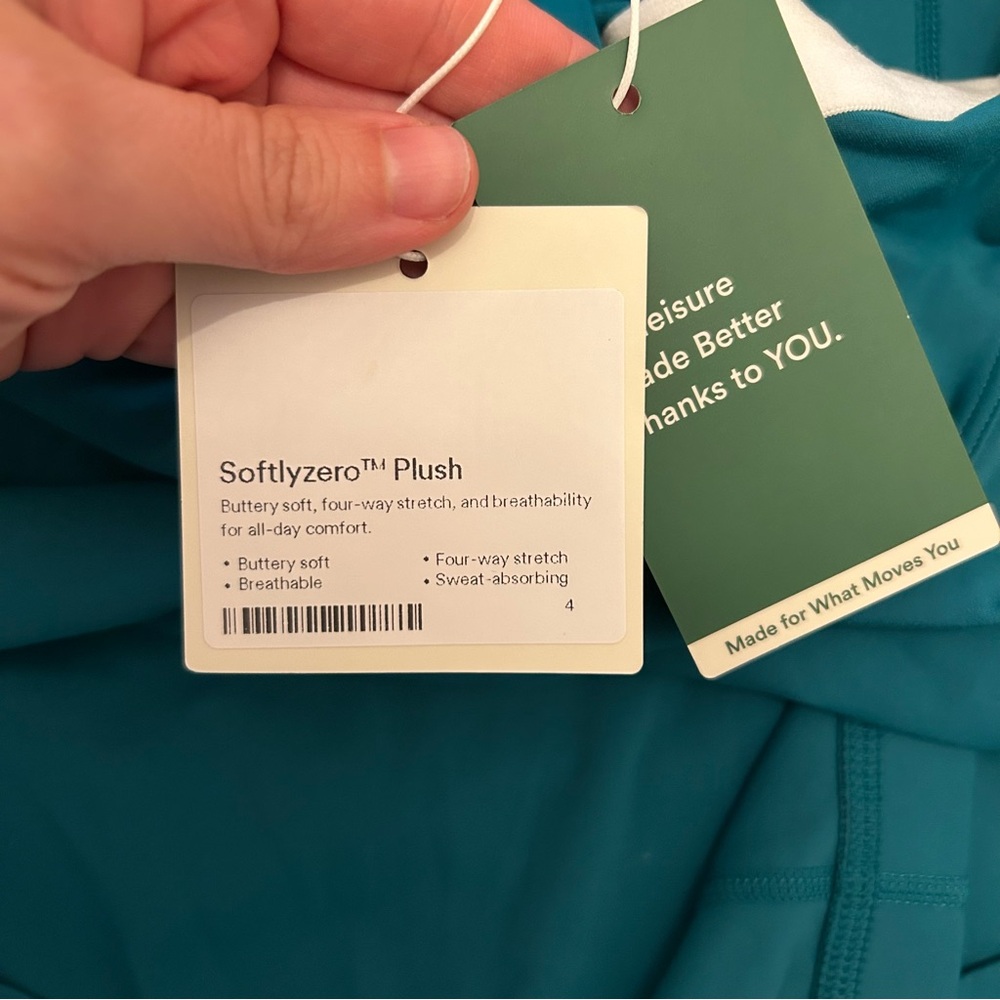 Softlyzero™ Plush
Buttery soft, four-way stretch, and breathability
for all-day comfort.
• Buttery soft
• Four-way stretch
• Breathable
• Sweat-absorbing
4
eisure
ade Better
hanks to YOU.
Made for What Moves You